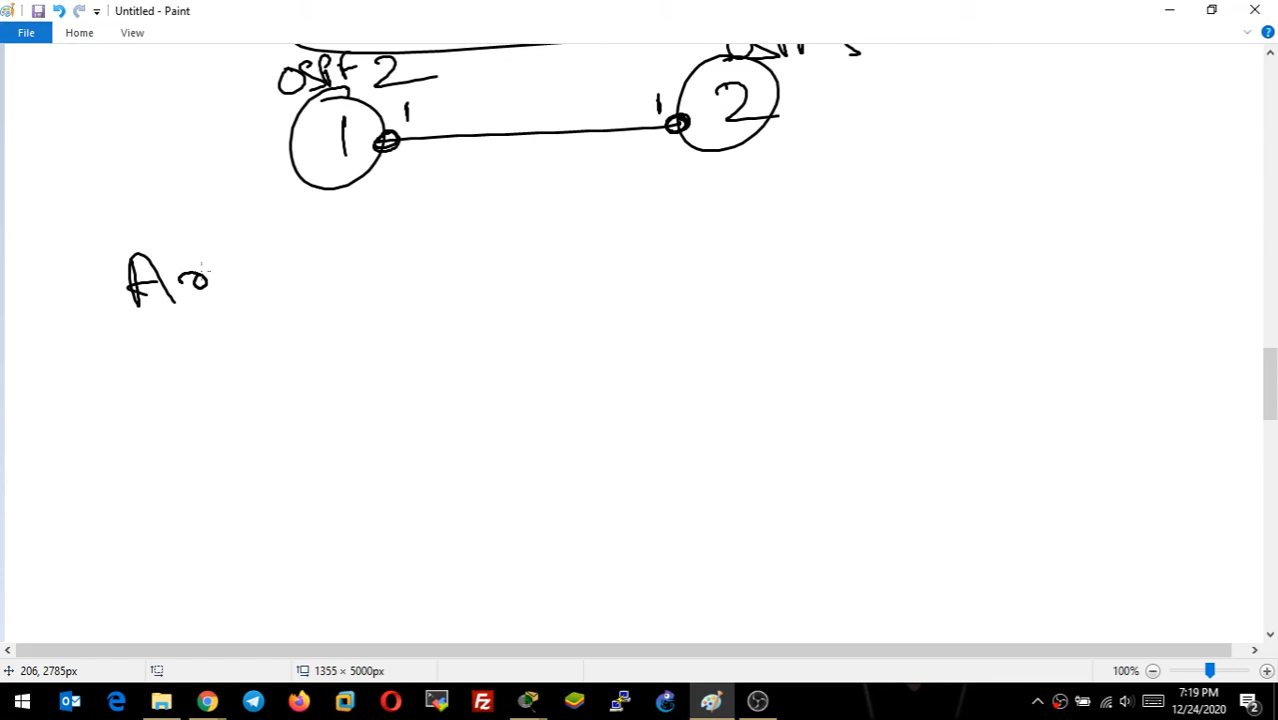 Untitled - Paint
File Home View
OSPF 2
1 1 1 2
A
206, 2785px 1355 × 5000px 100%
7:19 PM
12/24/2020
2